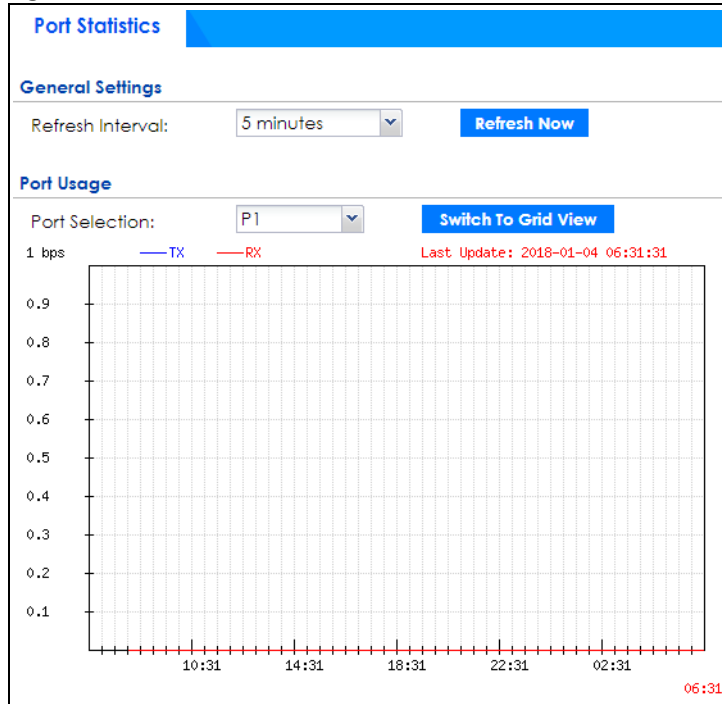 Port Statistics
General Settings
Refresh Interval: 5 minutes Refresh Now
Port Usage
Port Selection: P1 Switch To Grid View
1 bps TX RX Last Update: 2018-01-04 06:31:31
0.9
0.8
0.7
0.6
0.5
0.4
0.3
0.2
0.1
10:31 14:31 18:31 22:31 02:31
06:31